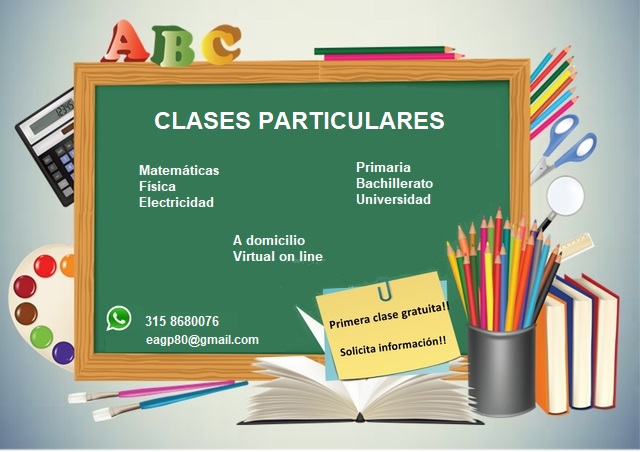 ABC
CLASES PARTICULARES
Matemáticas
Física
Electricidad
Primaria
Bachillerato
Universidad
A domicilio
Virtual on line
315 8680076
eagp80@gmail.com
Primera clase gratuita!!
Solicita información!!